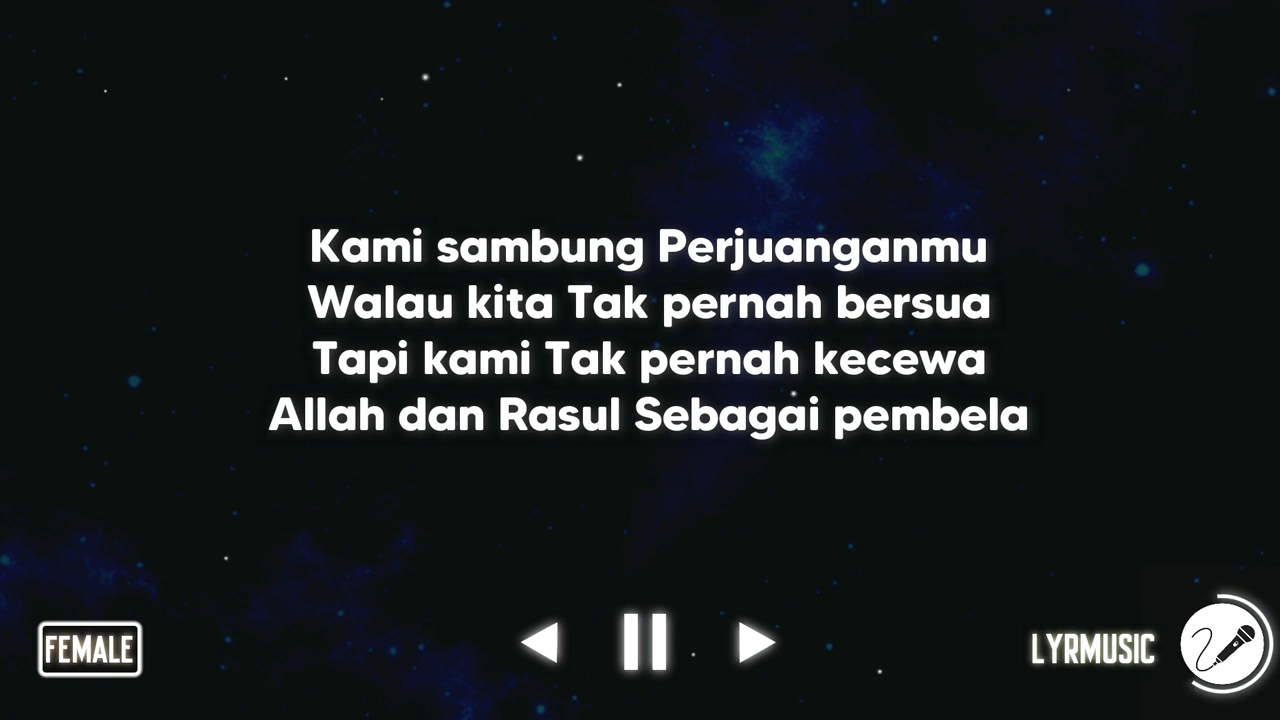 Kami sambung Perjuanganmu
Walau kita Tak pernah bersua
Tapi kami Tak pernah kecewa
Allah dan Rasul Sebagai pembela
FEMALE
LYRMUSIC